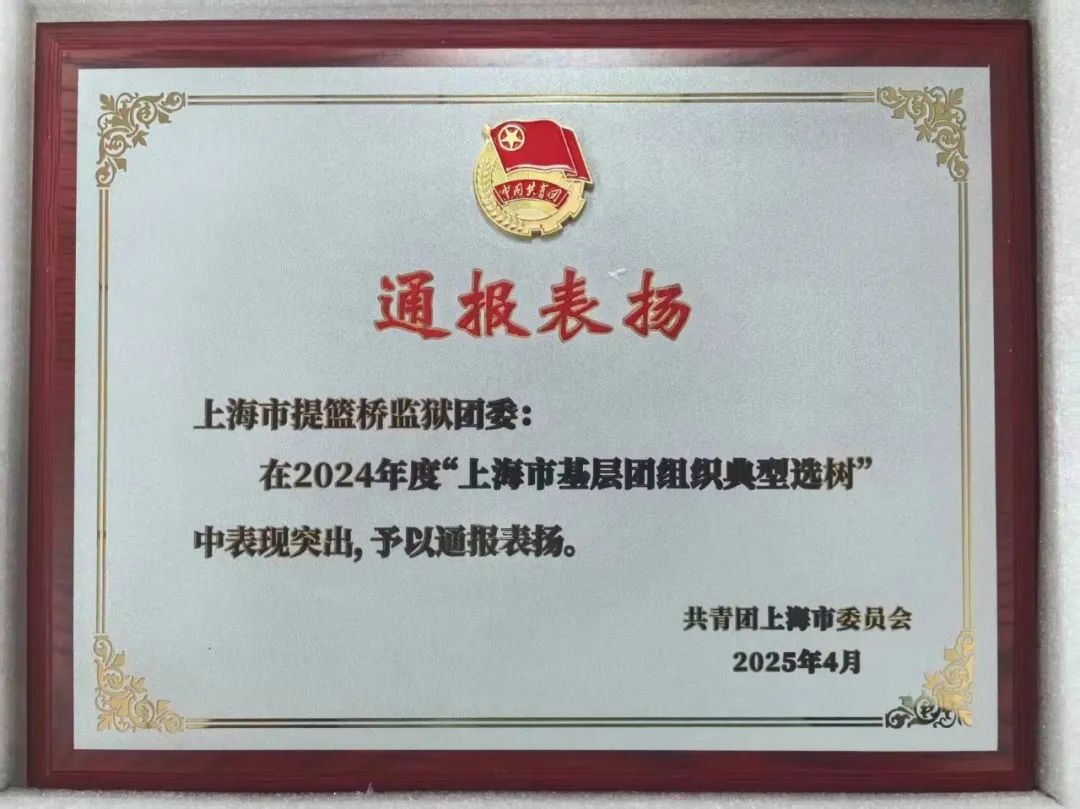 中国共青团
通报表扬
上海市提篮桥监狱团委：
在2024年度“上海市基层团组织典型选树”
中表现突出，予以通报表扬。
共青团上海市委员会
2025年4月